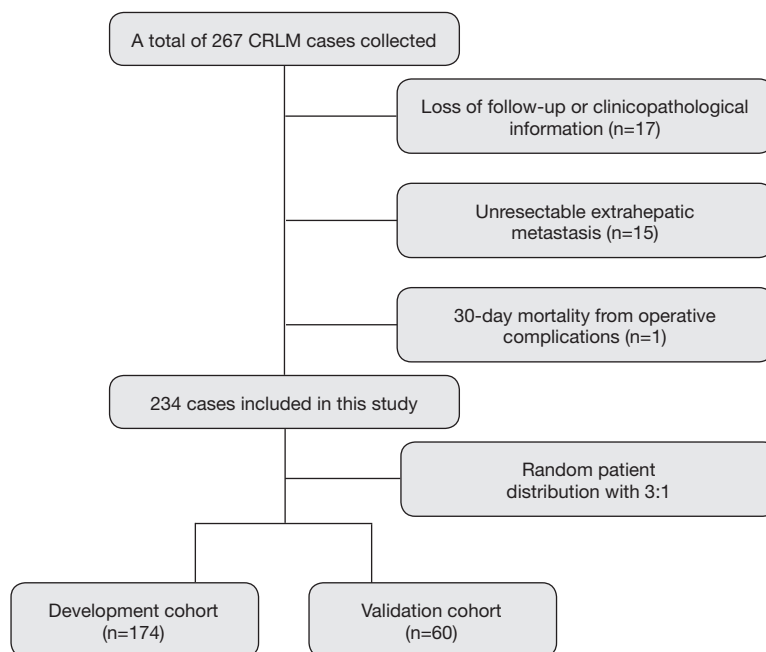 A total of 267 CRLM cases collected
Loss of follow-up or clinicopathological
information (n=17)
Unresectable extrahepatic
metastasis (n=15)
30-day mortality from operative
complications (n=1)
234 cases included in this study
Random patient
distribution with 3:1
Development cohort
(n=174)
Validation cohort
(n=60)